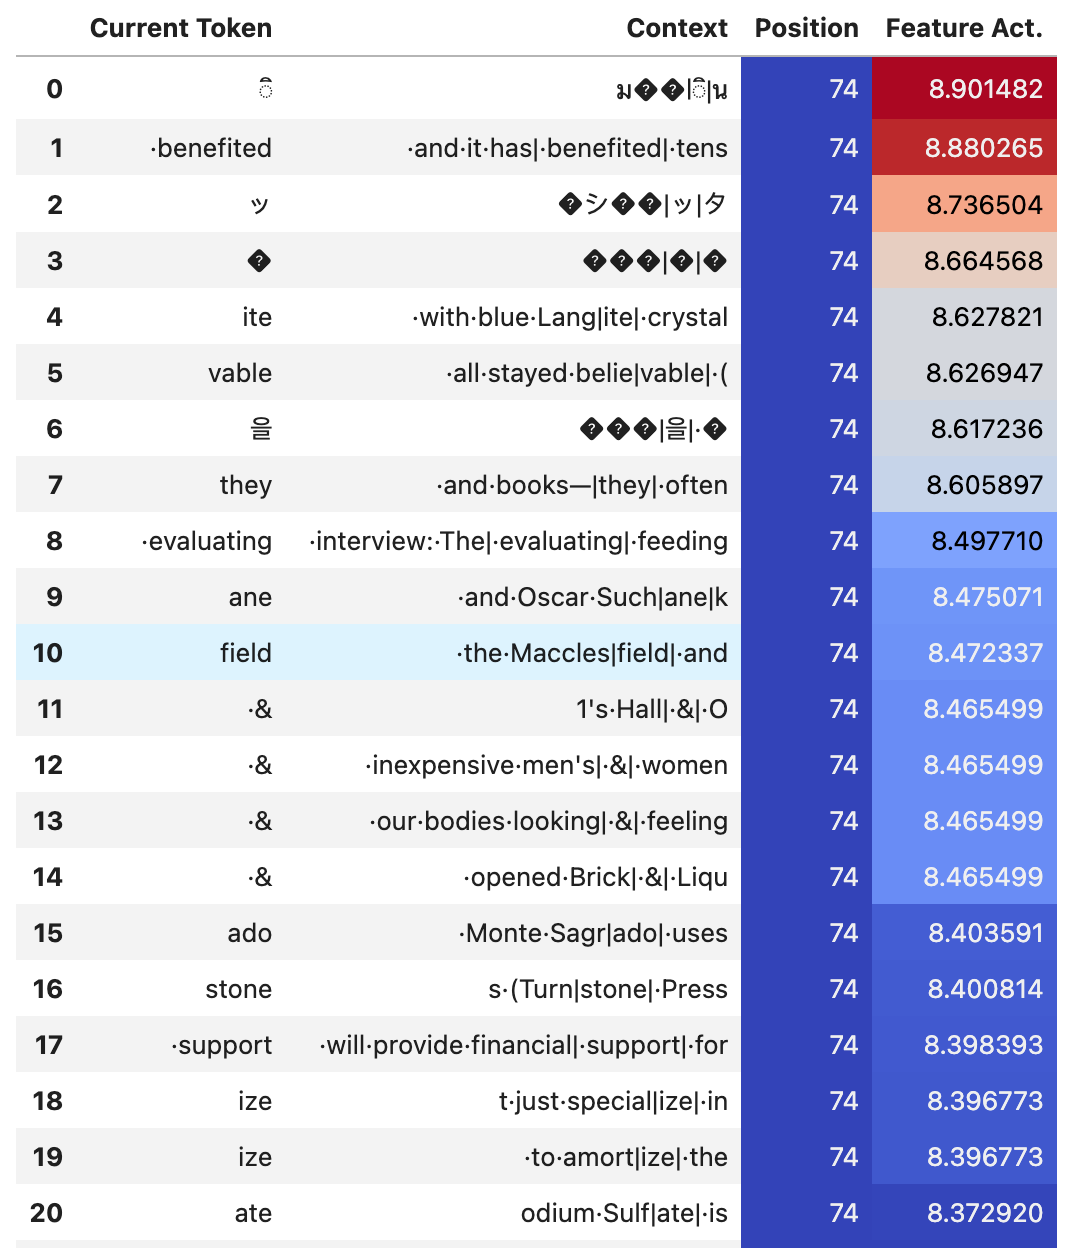 Current Token Context Position Feature Act.
0 ี ม��|ี|น 74 8.901482
1 ·benefited ·and·it·has|·benefited|·tens 74 8.880265
2 ッ �シ��|ッ|タ 74 8.736504
3 � ���|�|� 74 8.664568
4 ite ·with·blue·Lang|ite|·crystal 74 8.627821
5 vable ·all·stayed·belie|vable|·( 74 8.626947
6 을 ���|을|·� 74 8.617236
7 they ·and·books—|they|·often 74 8.605897
8 ·evaluating ·interview:·The|·evaluating|·feeding 74 8.497710
9 ane ·and·Oscar·Such|ane|k 74 8.475071
10 field ·the·Maccles|field|·and 74 8.472337
11 ·& 1's·Hall|·&|·O 74 8.465499
12 ·& ·inexpensive·men's|·&|·women 74 8.465499
13 ·& ·our·bodies·looking|·&|·feeling 74 8.465499
14 ·& ·opened·Brick|·&|·Liqu 74 8.465499
15 ado ·Monte·Sagr|ado|·uses 74 8.403591
16 stone s·(Turn|stone|·Press 74 8.400814
17 ·support ·will·provide·financial|·support|·for 74 8.398393
18 ize t·just·special|ize|·in 74 8.396773
19 ize ·to·amort|ize|·the 74 8.396773
20 ate odium·Sulf|ate|·is 74 8.372920